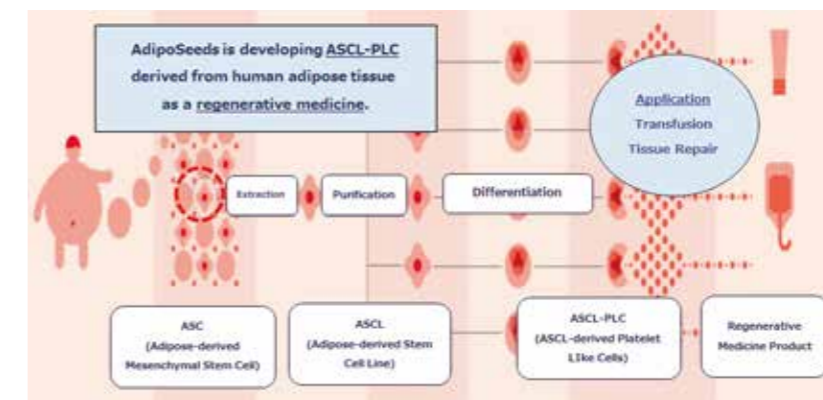 AdipoSeeds is developing ASCL-PLC
derived from human adipose tissue
as a regenerative medicine.
Application
Transfusion
Tissue Repair
Extraction
Purification
Differentiation
ASC
(Adipose-derived
Mesenchymal Stem Cell)
ASCL
(Adipose-derived Stem
Cell Line)
ASCL-PLC
(ASCL-derived Platelet
LIke Cells)
Regenerative
Medicine Product